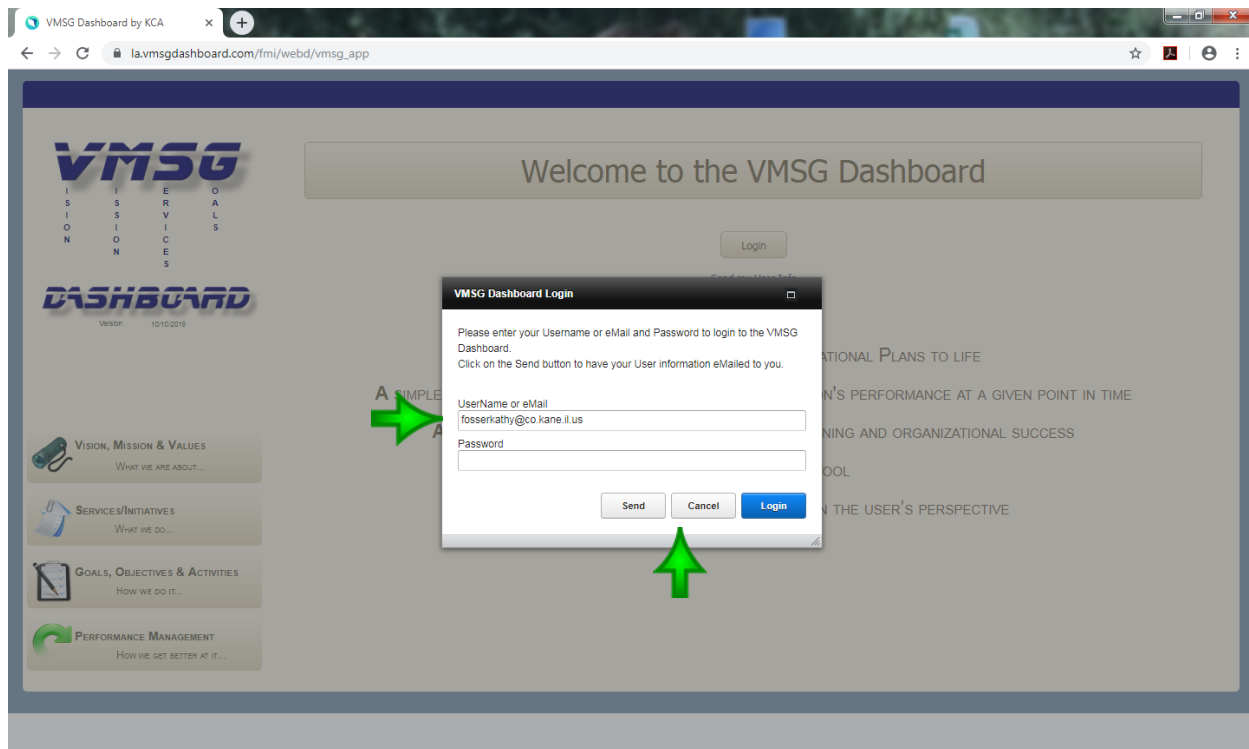 VMSG Dashboard by KCA
la.vmsgdashboard.com/fmi/webd/vmsg_app
VMSG
VISION
MISSION
SERVICES
GOALS
DASHBOARD
Version 10/10/2019
Welcome to the VMSG Dashboard
Login
Send my User Info
VMSG Dashboard Login
Please enter your Username or eMail and Password to login to the VMSG
Dashboard.
Click on the Send button to have your User information eMailed to you.
UserName or eMail
fosserkathy@co.kane.il.us
Password
Send Cancel Login
ATIONAL PLANS TO LIFE
A SIMPLE N'S PERFORMANCE AT A GIVEN POINT IN TIME
A NING AND ORGANIZATIONAL SUCCESS
OOL
THE USER'S PERSPECTIVE
VISION, MISSION & VALUES
WHAT WE ARE ABOUT...
SERVICES/INITIATIVES
WHAT WE DO...
GOALS, OBJECTIVES & ACTIVITIES
HOW WE DO IT...
PERFORMANCE MANAGEMENT
HOW WE GET BETTER AT IT...